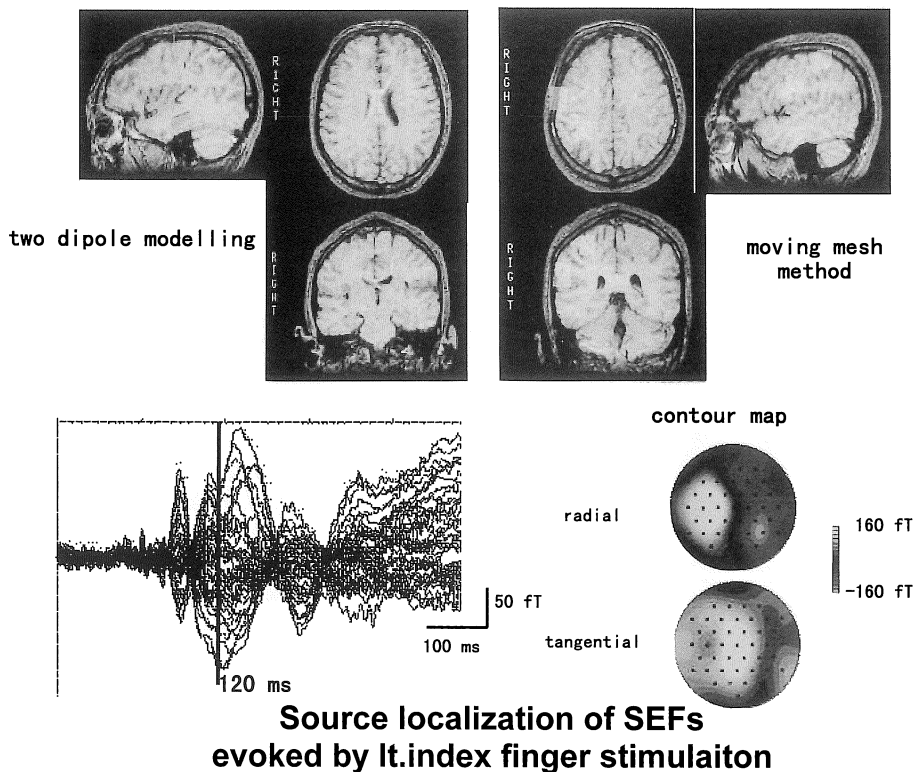 RIGHT
RIGHT
two dipole modelling
RIGHT
RIGHT
moving mesh
method
contour map
radial
160 fT
-160 fT
50 fT
100 ms
tangential
120 ms
Source localization of SEFs
evoked by lt.index finger stimulaiton